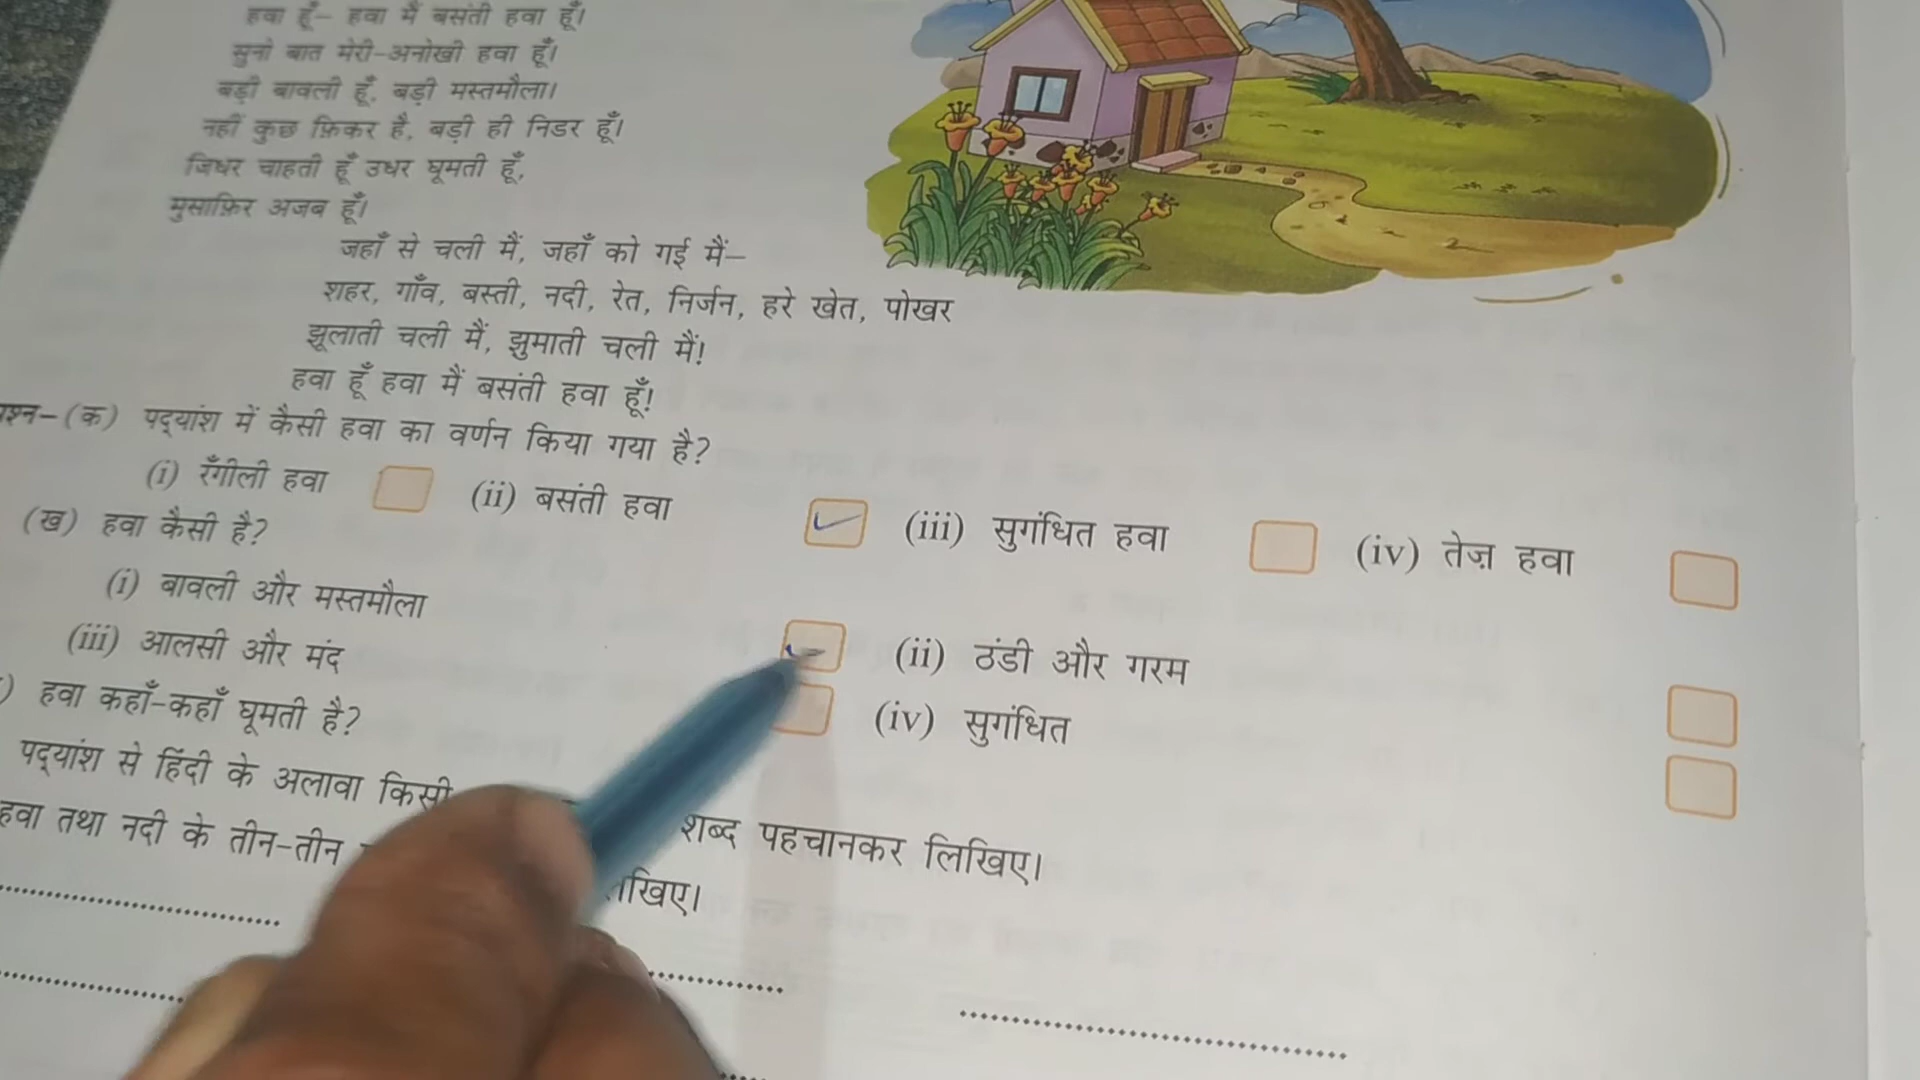 हवा हूँ- हवा मैं बसंती हवा हूँ।
सुनो बात मेरी-अनोखी हवा हूँ।
बड़ी बावली हूँ, बड़ी मस्तमौला।
नहीं कुछ फ़िकर है, बड़ी ही निडर हूँ।
जिधर चाहती हूँ उधर घूमती हूँ,
मुसाफ़िर अजब हूँ।
जहाँ से चली मैं, जहाँ को गई मैं–
शहर, गाँव, बस्ती, नदी, रेत, निर्जन, हरे खेत, पोखर
झूलाती चली मैं, झुमाती चली मैं!
हवा हूँ हवा मैं बसंती हवा हूँ!
प्रश्न–(क) पद्यांश में कैसी हवा का वर्णन किया गया है?
(i) रँगीली हवा (ii) बसंती हवा (iii) सुगंधित हवा (iv) तेज़ हवा
(ख) हवा कैसी है?
(i) बावली और मस्तमौला (ii) ठंडी और गरम
(iii) आलसी और मंद (iv) सुगंधित
) हवा कहाँ-कहाँ घूमती है?
पद्यांश से हिंदी के अलावा किसी शब्द पहचानकर लिखिए।
हवा तथा नदी के तीन-तीन लिखिए।